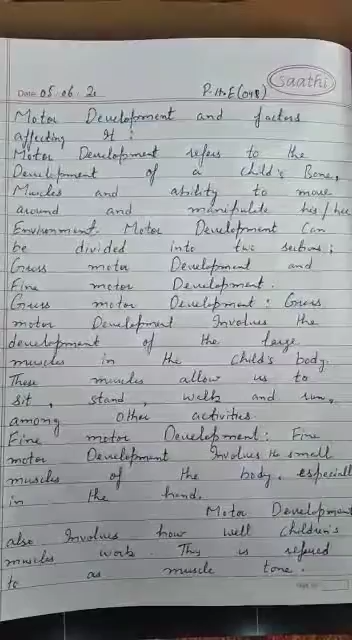 saathi
Date 05.06.2
P.H.E (048)
Motor Development and factors
affecting It :
Motor Development refers to the
Development of a child's Bone,
Muscles and ability to move
around and manipulate his/her
Environment. Motor Development Can
be divided into two sections;
Gross motor Development and
Fine motor Development.
Gross motor Development : Gross
motor Development Involves the
development of the large
muscles in the child's body.
These muscles allow us to
sit, stand, walk and run,
among other activities.
Fine motor Development : Fine
motor Development Involves the small
muscles of the body, especially
in the hand.
Motor Development
also Involves how well children's
muscles work. This is refered
to as muscle tone.